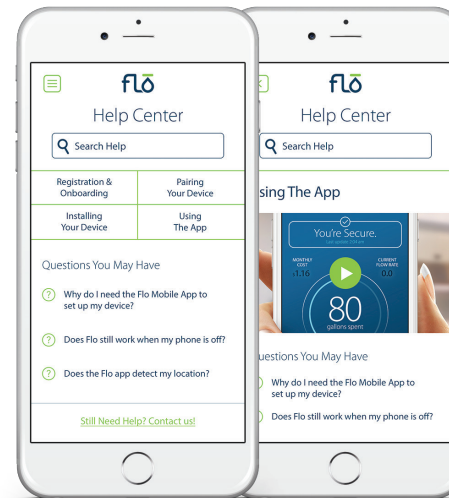 flō
Help Center
Search Help
Registration &
Onboarding
Pairing
Your Device
Installing
Your Device
Using
The App
Questions You May Have
? Why do I need the Flo Mobile App to
set up my device?
? Does Flo still work when my phone is off?
? Does the Flo app detect my location?
Still Need Help? Contact us!
flō
Help Center
Search Help
sing The App
You're Secure.
MONTHLY
COST
CURRENT
FLOW RATE
1.16
0.0
80
gallons spent
uestions You May Have
Why do I need the Flo Mobile App to
set up my device?
Does Flo still work when my phone is off?